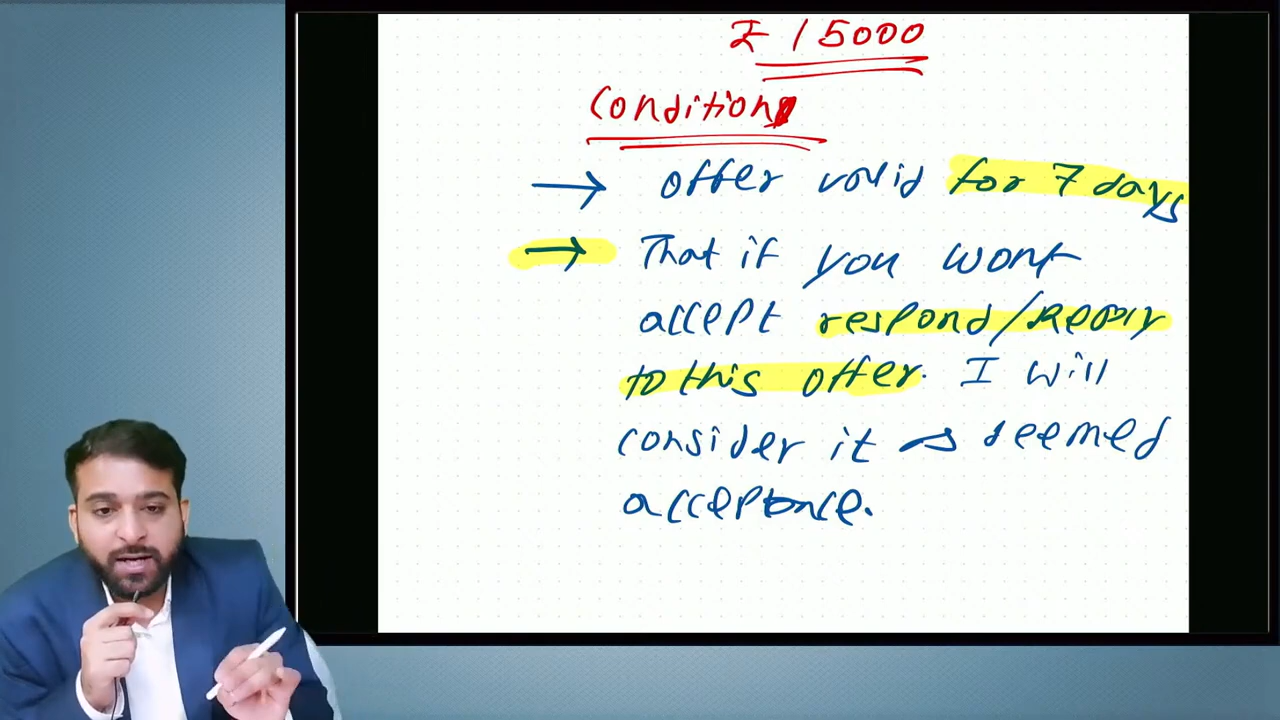 ₹ 15000
Conditions
→ offer valid for 7 days
→ That if you wont
accept respond/reply
to this offer. I will
consider it as deemed
acceptance.